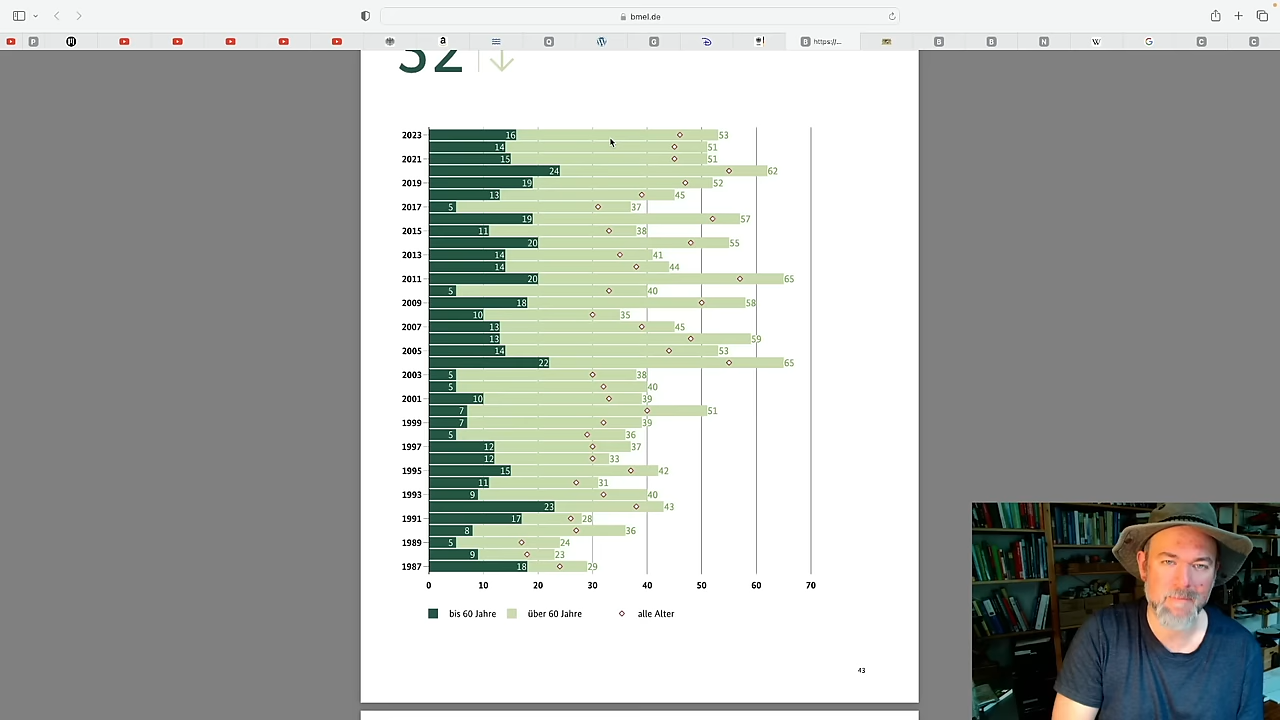 bmel.de
https://...
32
2023 16 53
14 51
2021 15 51
24 62
2019 19 52
13 45
2017 5 37
19 57
2015 11 38
20 55
2013 14 41
14 44
2011 20 65
5 40
2009 18 58
10 35
2007 13 45
13 59
2005 14 53
22 65
2003 5 38
5 40
2001 10 39
7 51
1999 7 39
5 36
1997 12 37
12 33
1995 15 42
11 31
1993 9 40
23 43
1991 17 28
8 36
1989 5 24
9 23
1987 18 29
0 10 20 30 40 50 60 70
bis 60 Jahre über 60 Jahre alle Alter
43